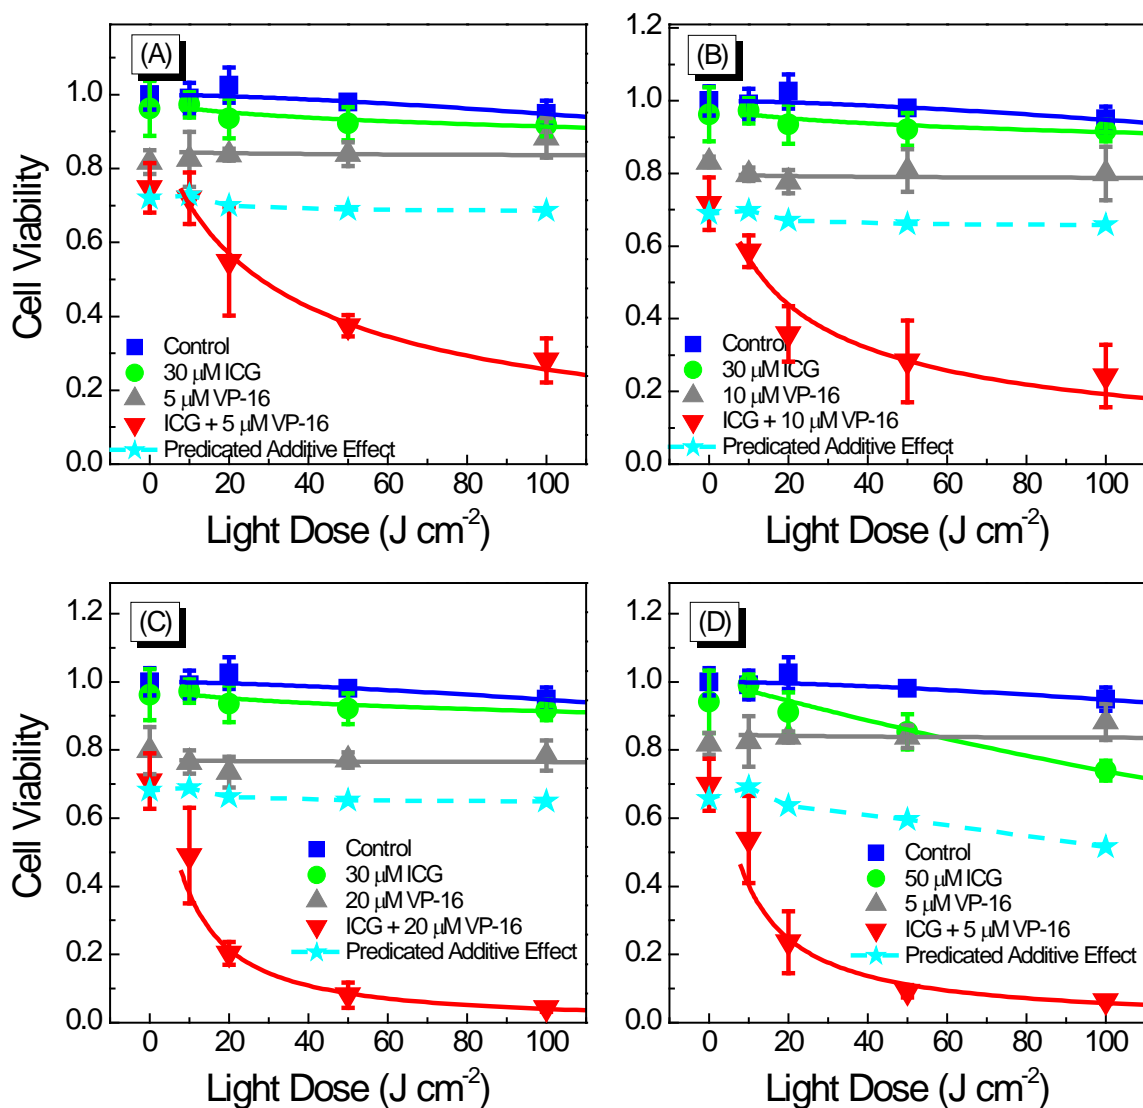 (A)
1.0
0.8
0.6
0.4
0.2
0.0
Cell Viability
Control
30 μM ICG
5 μM VP-16
ICG + 5 μM VP-16
Predicated Additive Effect
0 20 40 60 80 100
Light Dose (J cm-2)
(B)
1.2
1.0
0.8
0.6
0.4
0.2
0.0
Control
30 μM ICG
10 μM VP-16
ICG + 10 μM VP-16
Predicated Additive Effect
0 20 40 60 80 100
Light Dose (J cm-2)
(C)
1.2
1.0
0.8
0.6
0.4
0.2
0.0
Cell Viability
Control
30 μM ICG
20 μM VP-16
ICG + 20 μM VP-16
Predicated Additive Effect
0 20 40 60 80 100
Light Dose (J cm-2)
(D)
1.2
1.0
0.8
0.6
0.4
0.2
0.0
Control
50 μM ICG
5 μM VP-16
ICG + 5 μM VP-16
Predicated Additive Effect
0 20 40 60 80 100
Light Dose (J cm-2)